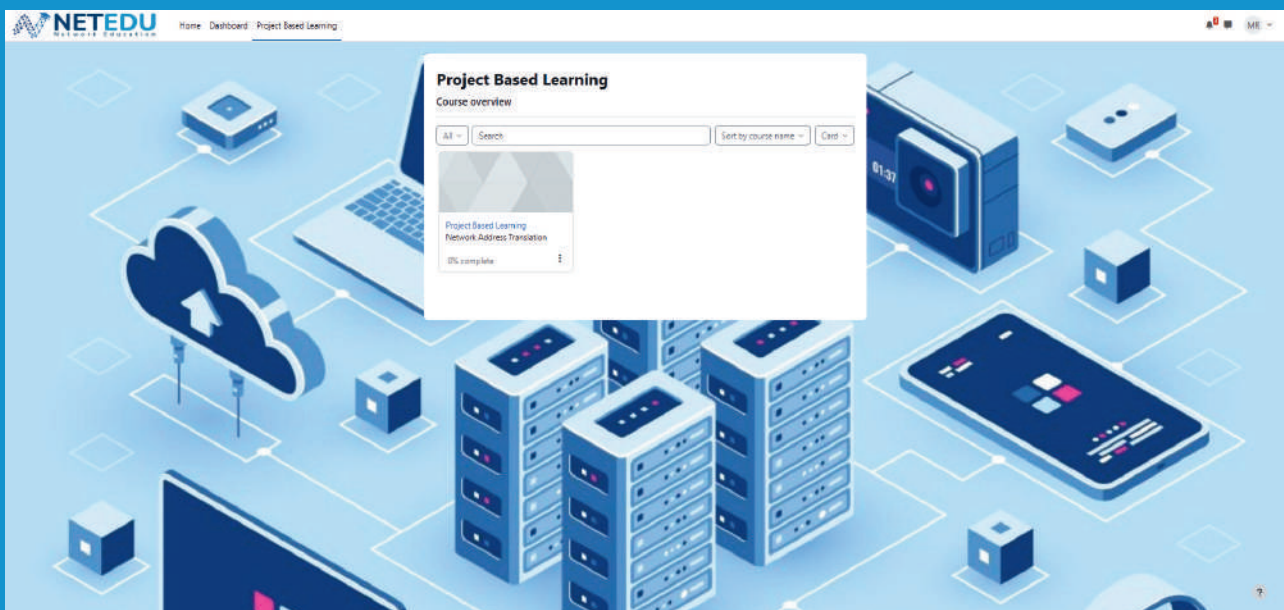 NETEDU
Network Education
Home Dashboard Project Based Learning
MR
Project Based Learning
Course overview
All
Search
Sort by course name
Card
01:37
Project Based Learning
Network Address Translation
0% complete
?